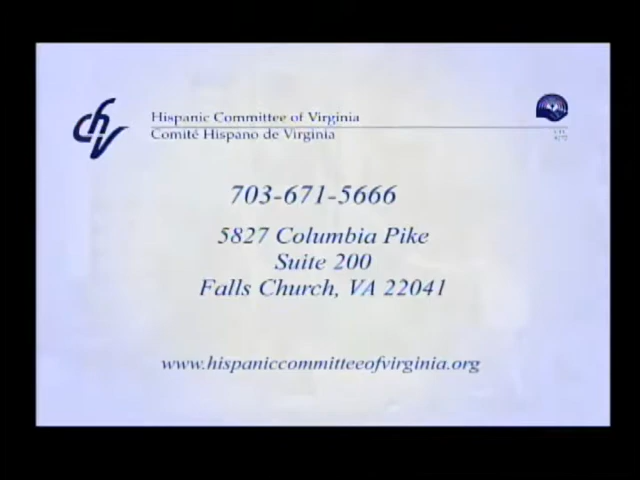 chv
Hispanic Committee of Virginia
Comité Hispano de Virginia
703-671-5666
5827 Columbia Pike
Suite 200
Falls Church, VA 22041
www.hispaniccommitteeofvirginia.org